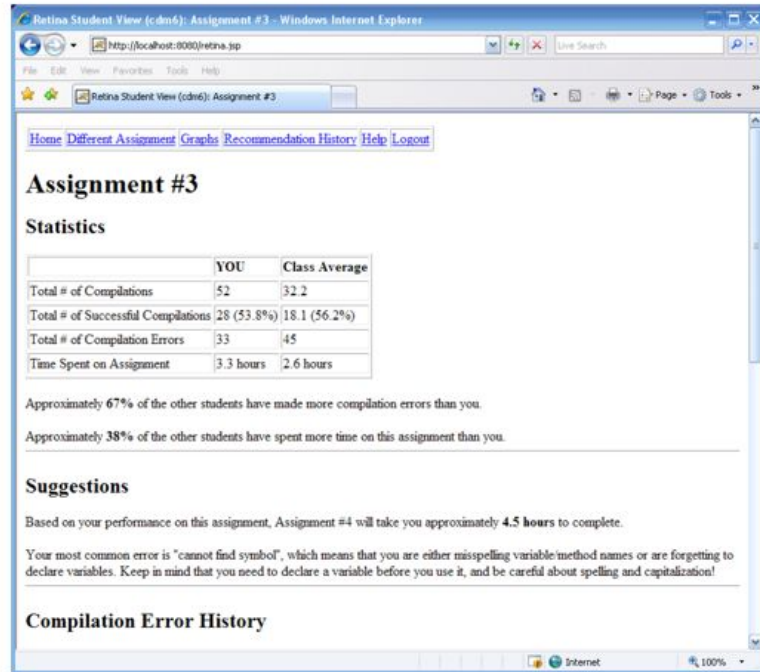 Retina Student View (cdm6): Assignment #3 - Windows Internet Explorer
http://localhost:8080/retina.jsp
Live Search
File Edit View Favorites Tools Help
Retina Student View (cdm6): Assignment #3
Page
Tools
Home Different Assignment Graphs Recommendation History Help Logout
Assignment #3
Statistics
YOU Class Average
Total # of Compilations 52 32.2
Total # of Successful Compilations 28 (53.8%) 18.1 (56.2%)
Total # of Compilation Errors 33 45
Time Spent on Assignment 3.3 hours 2.6 hours
Approximately 67% of the other students have made more compilation errors than you.
Approximately 38% of the other students have spent more time on this assignment than you.
Suggestions
Based on your performance on this assignment, Assignment #4 will take you approximately 4.5 hours to complete.
Your most common error is "cannot find symbol", which means that you are either misspelling variable/method names or are forgetting to
declare variables. Keep in mind that you need to declare a variable before you use it, and be careful about spelling and capitalization!
Compilation Error History
Internet 100%